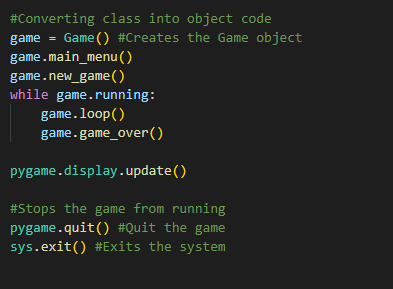 #Converting class into object code
game = Game() #Creates the Game object
game.main_menu()
game.new_game()
while game.running:
    game.loop()
    game.game_over()

pygame.display.update()

#Stops the game from running
pygame.quit() #Quit the game
sys.exit() #Exits the system